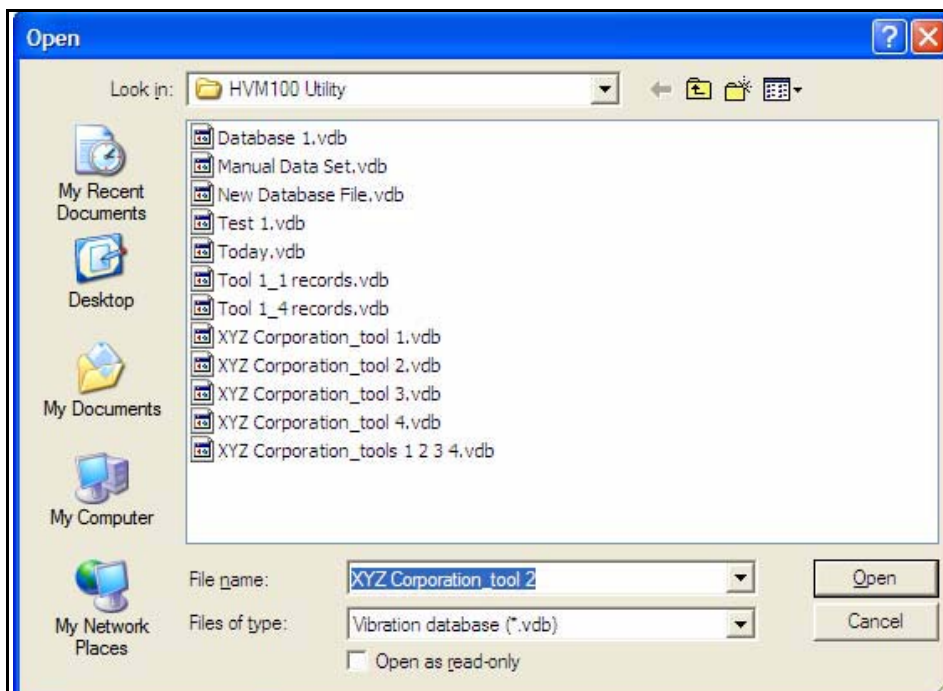 Open
Look in:
HVM100 Utility
My Recent
Documents
Desktop
My Documents
My Computer
My Network
Places
Database 1.vdb
Manual Data Set.vdb
New Database File.vdb
Test 1.vdb
Today.vdb
Tool 1_1 records.vdb
Tool 1_4 records.vdb
XYZ Corporation_tool 1.vdb
XYZ Corporation_tool 2.vdb
XYZ Corporation_tool 3.vdb
XYZ Corporation_tool 4.vdb
XYZ Corporation_tools 1 2 3 4.vdb
File name:
XYZ Corporation_tool 2
Open
Files of type:
Vibration database (*.vdb)
Cancel
Open as read-only